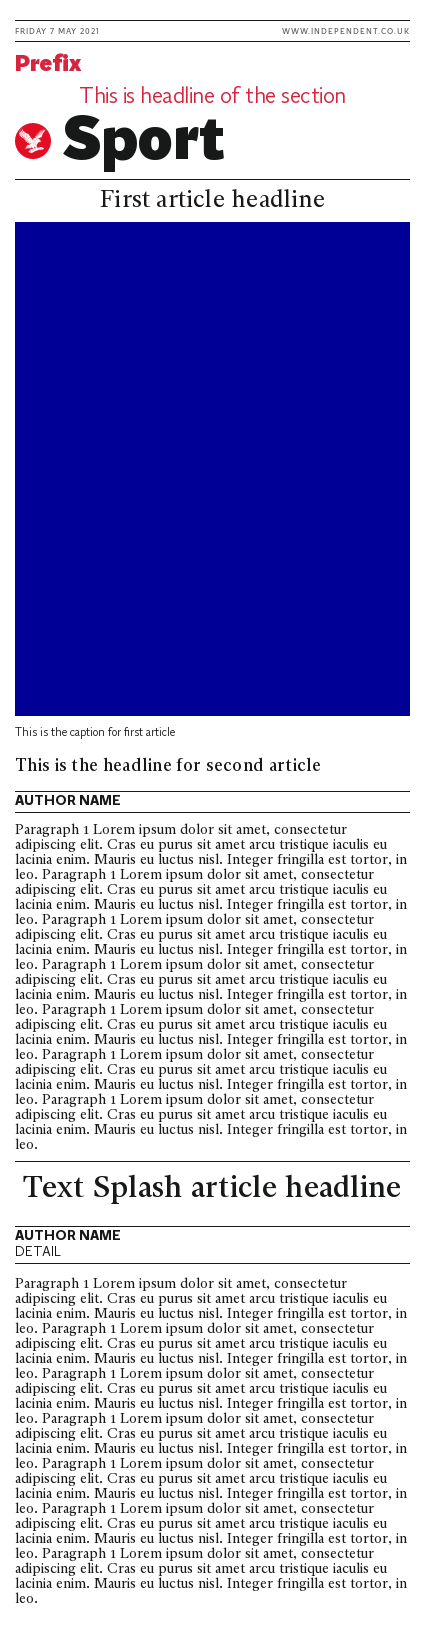 FRIDAY 7 MAY 2021 WWW.INDEPENDENT.CO.UK
Prefix
This is headline of the section
Sport
First article headline
This is the caption for first article
This is the headline for second article
AUTHOR NAME
Paragraph 1 Lorem ipsum dolor sit amet, consectetur
adipiscing elit. Cras eu purus sit amet arcu tristique iaculis eu
lacinia enim. Mauris eu luctus nisl. Integer fringilla est tortor, in
leo. Paragraph 1 Lorem ipsum dolor sit amet, consectetur
adipiscing elit. Cras eu purus sit amet arcu tristique iaculis eu
lacinia enim. Mauris eu luctus nisl. Integer fringilla est tortor, in
leo. Paragraph 1 Lorem ipsum dolor sit amet, consectetur
adipiscing elit. Cras eu purus sit amet arcu tristique iaculis eu
lacinia enim. Mauris eu luctus nisl. Integer fringilla est tortor, in
leo. Paragraph 1 Lorem ipsum dolor sit amet, consectetur
adipiscing elit. Cras eu purus sit amet arcu tristique iaculis eu
lacinia enim. Mauris eu luctus nisl. Integer fringilla est tortor, in
leo. Paragraph 1 Lorem ipsum dolor sit amet, consectetur
adipiscing elit. Cras eu purus sit amet arcu tristique iaculis eu
lacinia enim. Mauris eu luctus nisl. Integer fringilla est tortor, in
leo. Paragraph 1 Lorem ipsum dolor sit amet, consectetur
adipiscing elit. Cras eu purus sit amet arcu tristique iaculis eu
lacinia enim. Mauris eu luctus nisl. Integer fringilla est tortor, in
leo. Paragraph 1 Lorem ipsum dolor sit amet, consectetur
adipiscing elit. Cras eu purus sit amet arcu tristique iaculis eu
lacinia enim. Mauris eu luctus nisl. Integer fringilla est tortor, in
leo.
Text Splash article headline
AUTHOR NAME
DETAIL
Paragraph 1 Lorem ipsum dolor sit amet, consectetur
adipiscing elit. Cras eu purus sit amet arcu tristique iaculis eu
lacinia enim. Mauris eu luctus nisl. Integer fringilla est tortor, in
leo. Paragraph 1 Lorem ipsum dolor sit amet, consectetur
adipiscing elit. Cras eu purus sit amet arcu tristique iaculis eu
lacinia enim. Mauris eu luctus nisl. Integer fringilla est tortor, in
leo. Paragraph 1 Lorem ipsum dolor sit amet, consectetur
adipiscing elit. Cras eu purus sit amet arcu tristique iaculis eu
lacinia enim. Mauris eu luctus nisl. Integer fringilla est tortor, in
leo. Paragraph 1 Lorem ipsum dolor sit amet, consectetur
adipiscing elit. Cras eu purus sit amet arcu tristique iaculis eu
lacinia enim. Mauris eu luctus nisl. Integer fringilla est tortor, in
leo. Paragraph 1 Lorem ipsum dolor sit amet, consectetur
adipiscing elit. Cras eu purus sit amet arcu tristique iaculis eu
lacinia enim. Mauris eu luctus nisl. Integer fringilla est tortor, in
leo. Paragraph 1 Lorem ipsum dolor sit amet, consectetur
adipiscing elit. Cras eu purus sit amet arcu tristique iaculis eu
lacinia enim. Mauris eu luctus nisl. Integer fringilla est tortor, in
leo. Paragraph 1 Lorem ipsum dolor sit amet, consectetur
adipiscing elit. Cras eu purus sit amet arcu tristique iaculis eu
lacinia enim. Mauris eu luctus nisl. Integer fringilla est tortor, in
leo.